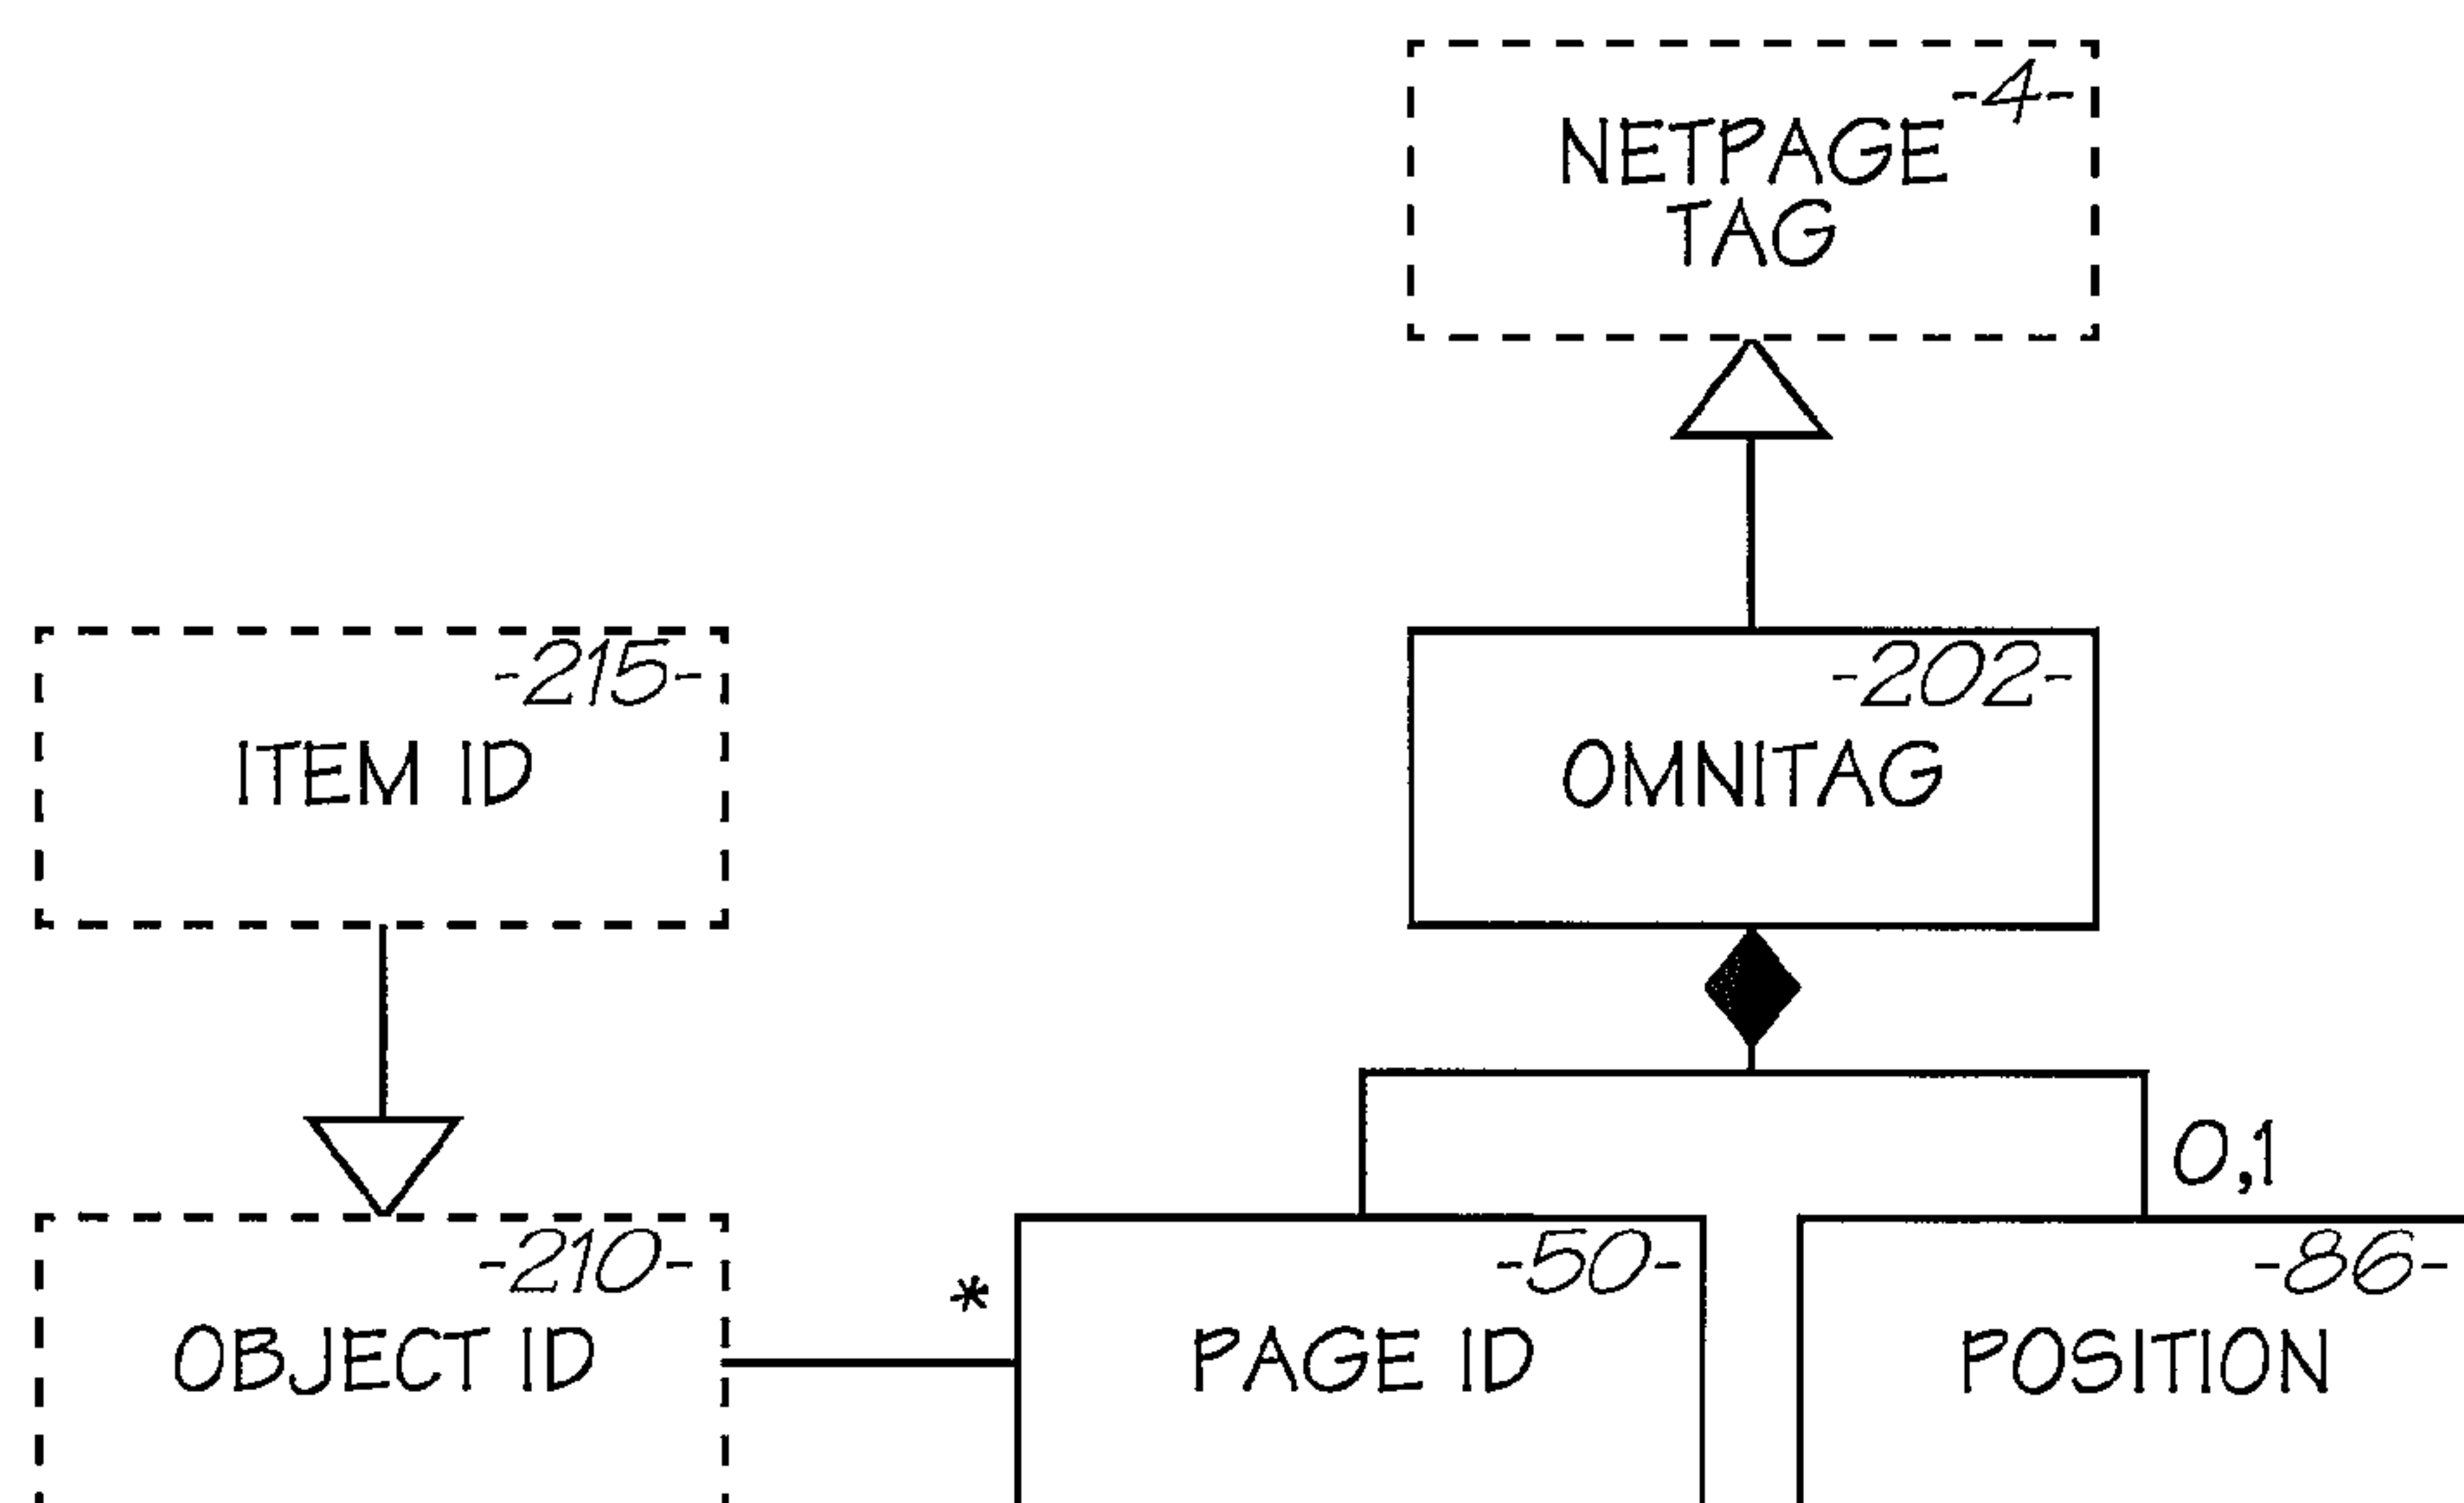 -4-
NETPAGE
TAG
-215-
ITEM ID
-202-
OMNITAG
0,1
-210-
OBJECT ID
*
-50-
PAGE ID
-86-
POSITION